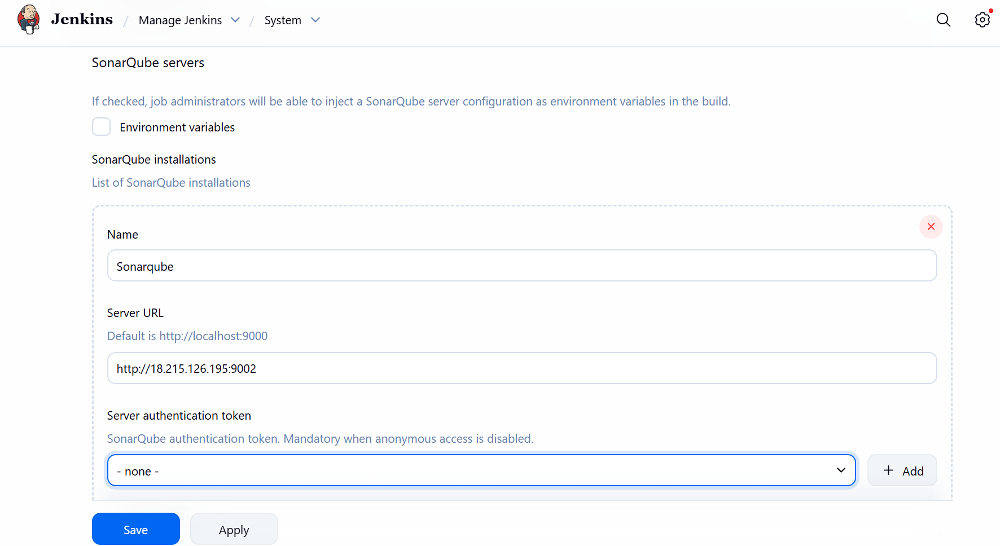 Jenkins / Manage Jenkins / System
SonarQube servers
If checked, job administrators will be able to inject a SonarQube server configuration as environment variables in the build.
Environment variables
SonarQube installations
List of SonarQube installations
Name
Sonarqube
Server URL
Default is http://localhost:9000
http://18.215.126.195:9002
Server authentication token
SonarQube authentication token. Mandatory when anonymous access is disabled.
- none -
+ Add
Save
Apply